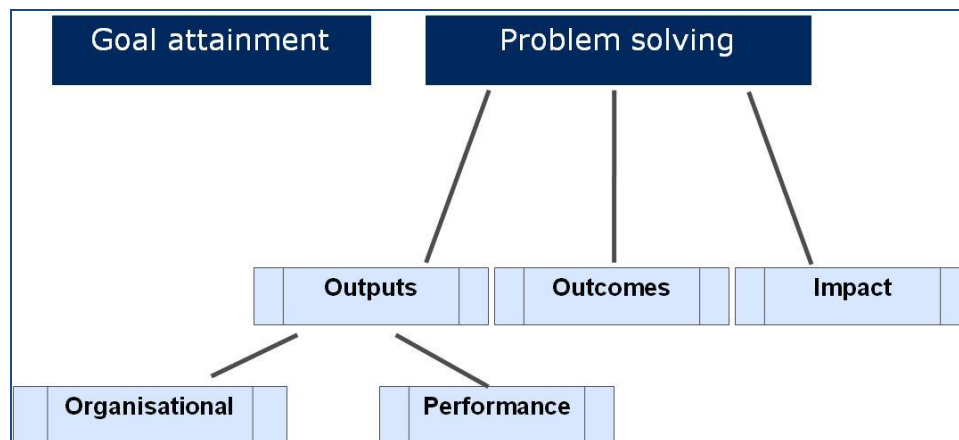 Goal attainment
Problem solving
Outputs
Outcomes
Impact
Organisational
Performance